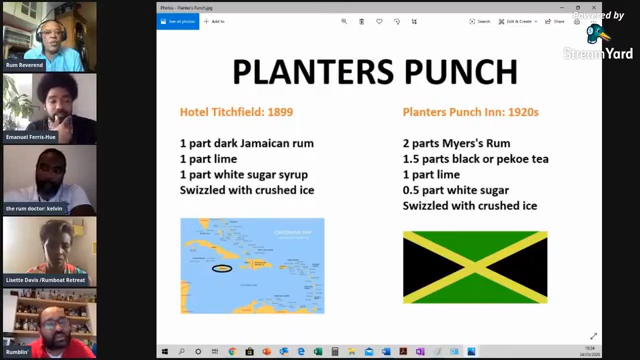 Photos - Planter's Punch.jpg
See all photos
Add to
Search
Edit & Create
Share
Powered by
StreamYard
PLANTERS PUNCH
Hotel Titchfield: 1899
1 part dark Jamaican rum
1 part lime
1 part white sugar syrup
Swizzled with crushed ice
Planters Punch Inn: 1920s
2 parts Myers's Rum
1.5 parts black or pekoe tea
1 part lime
0.5 part white sugar
Swizzled with crushed ice
Rum Reverend
Emanuel Ferris-Hue
the rum doctor: kelvin
Lisette Davis /Rumboat Retreat
Rumblin'